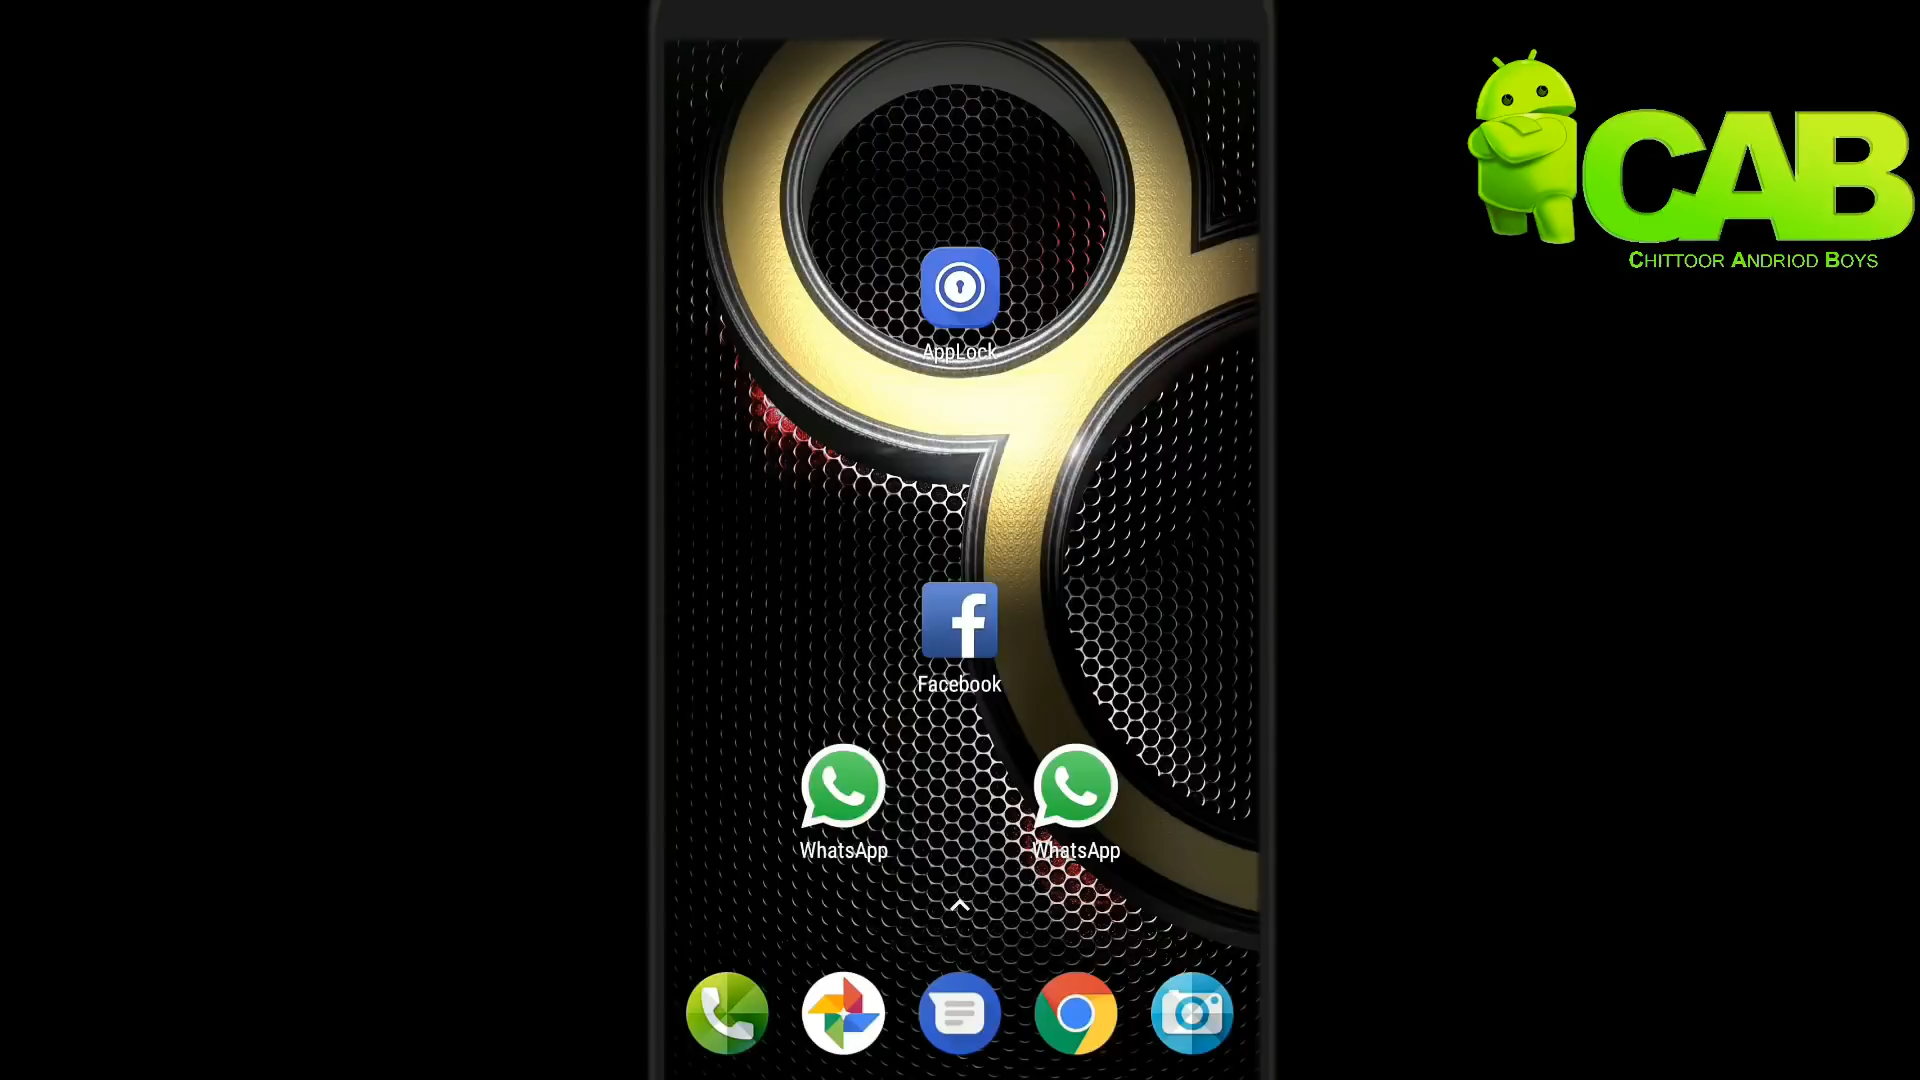 CAB
CHITTOOR ANDRIOD BOYS
AppLock
Facebook
WhatsApp WhatsApp